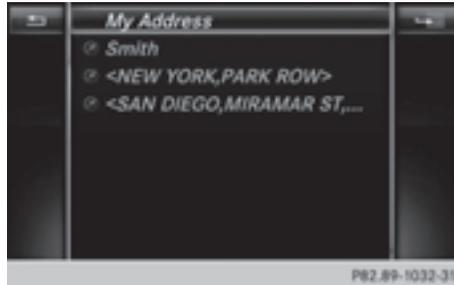 My Address
Smith
<NEW YORK,PARK ROW>
<SAN DIEGO,MIRAMAR ST,....
P82.89-1032-31